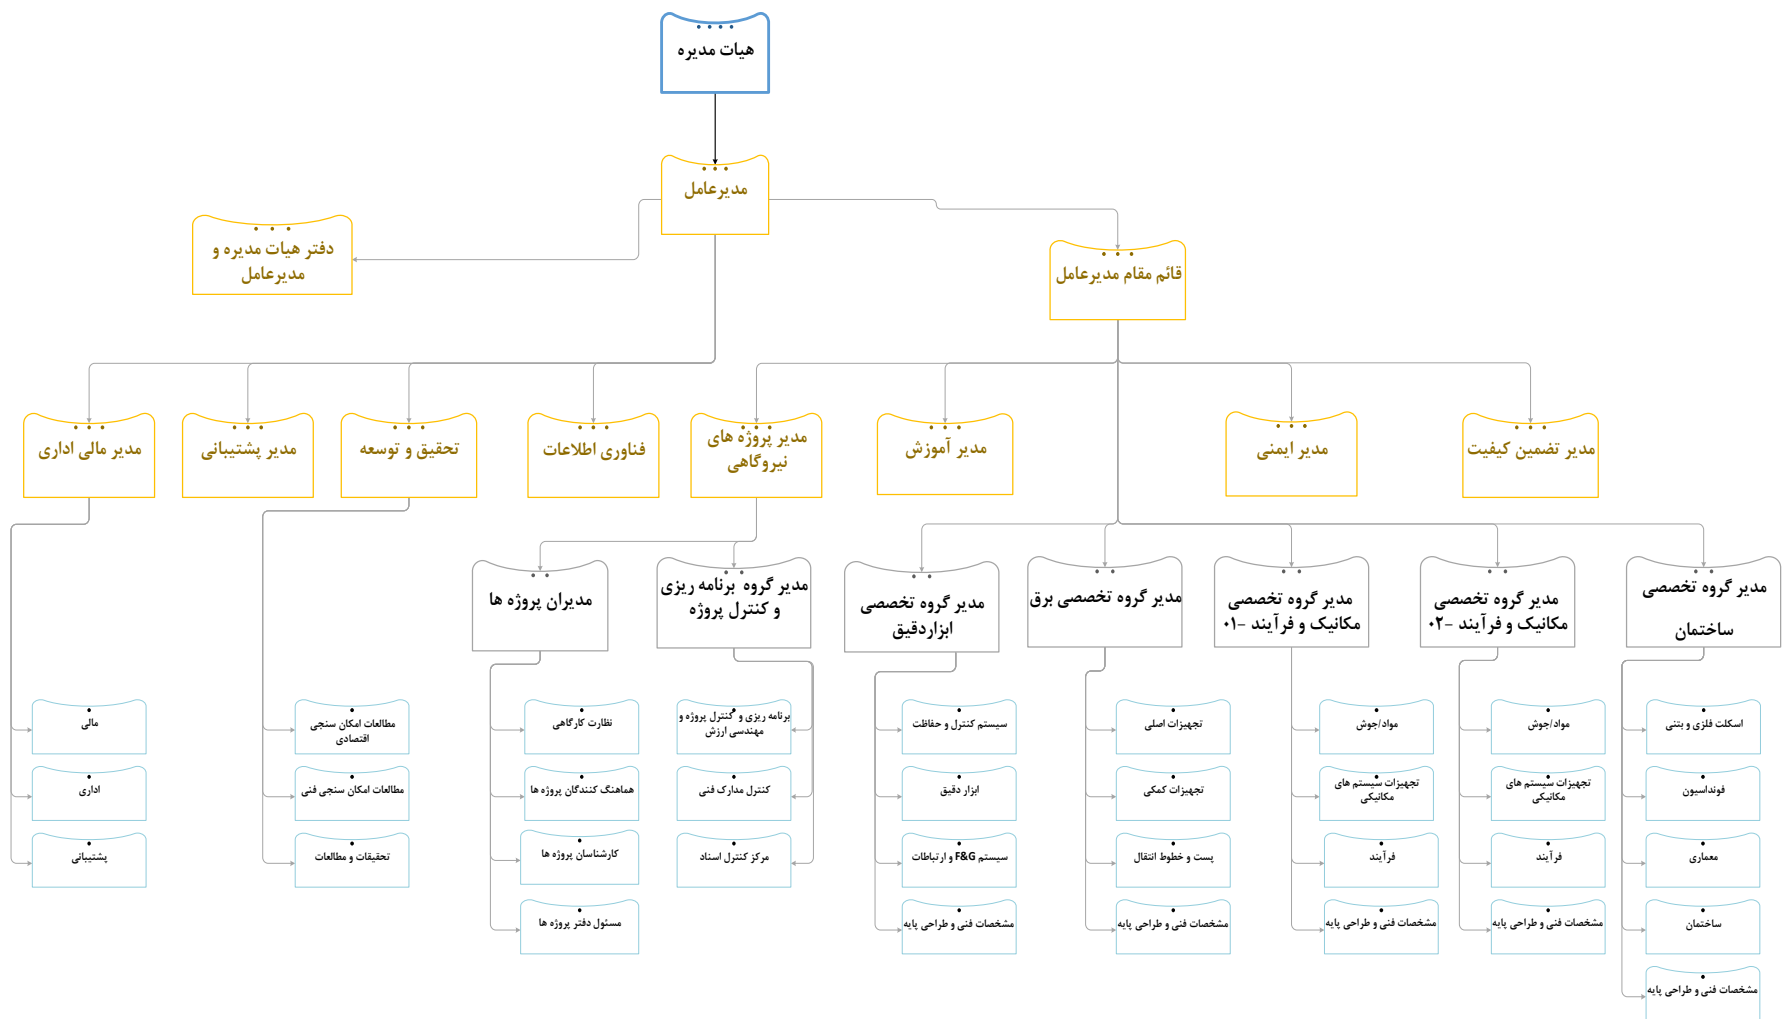 هیات مدیره
مدیرعامل
دفتر هیات مدیره و
مدیرعامل
قائم مقام مدیرعامل
مدیر تضمین کیفیت
مدیر ایمنی
مدیر آموزش
مدیر پروژه های
نیروگاهی
فناوری اطلاعات
تحقیق و توسعه
مدیر پشتیبانی
مدیر مالی اداری
مدیر گروه تخصصی
ساختمان
مدیر گروه تخصصی
مکانیک و فرآیند -۰۲
مدیر گروه تخصصی
مکانیک و فرآیند -۰۱
مدیر گروه تخصصی برق
مدیر گروه تخصصی
ابزاردقیق
مدیر گروه برنامه ریزی
و کنترل پروژه
مدیران پروژه ها
اسکلت فلزی و بتنی
فونداسیون
معماری
ساختمان
مشخصات فنی و طراحی پایه
مواد/جوش
تجهیزات سیستم های
مکانیکی
فرآیند
مشخصات فنی و طراحی پایه
مواد/جوش
تجهیزات سیستم های
مکانیکی
فرآیند
مشخصات فنی و طراحی پایه
تجهیزات اصلی
تجهیزات کمکی
پست و خطوط انتقال
مشخصات فنی و طراحی پایه
سیستم کنترل و حفاظت
ابزار دقیق
سیستم F&G و ارتباطات
مشخصات فنی و طراحی پایه
برنامه ریزی و کنترل پروژه و
مهندسی ارزش
کنترل مدارک فنی
مرکز کنترل اسناد
نظارت کارگاهی
هماهنگ کنندگان پروژه ها
کارشناسان پروژه ها
مسئول دفتر پروژه ها
مطالعات امکان سنجی
اقتصادی
مطالعات امکان سنجی فنی
تحقیقات و مطالعات
مالی
اداری
پشتیبانی